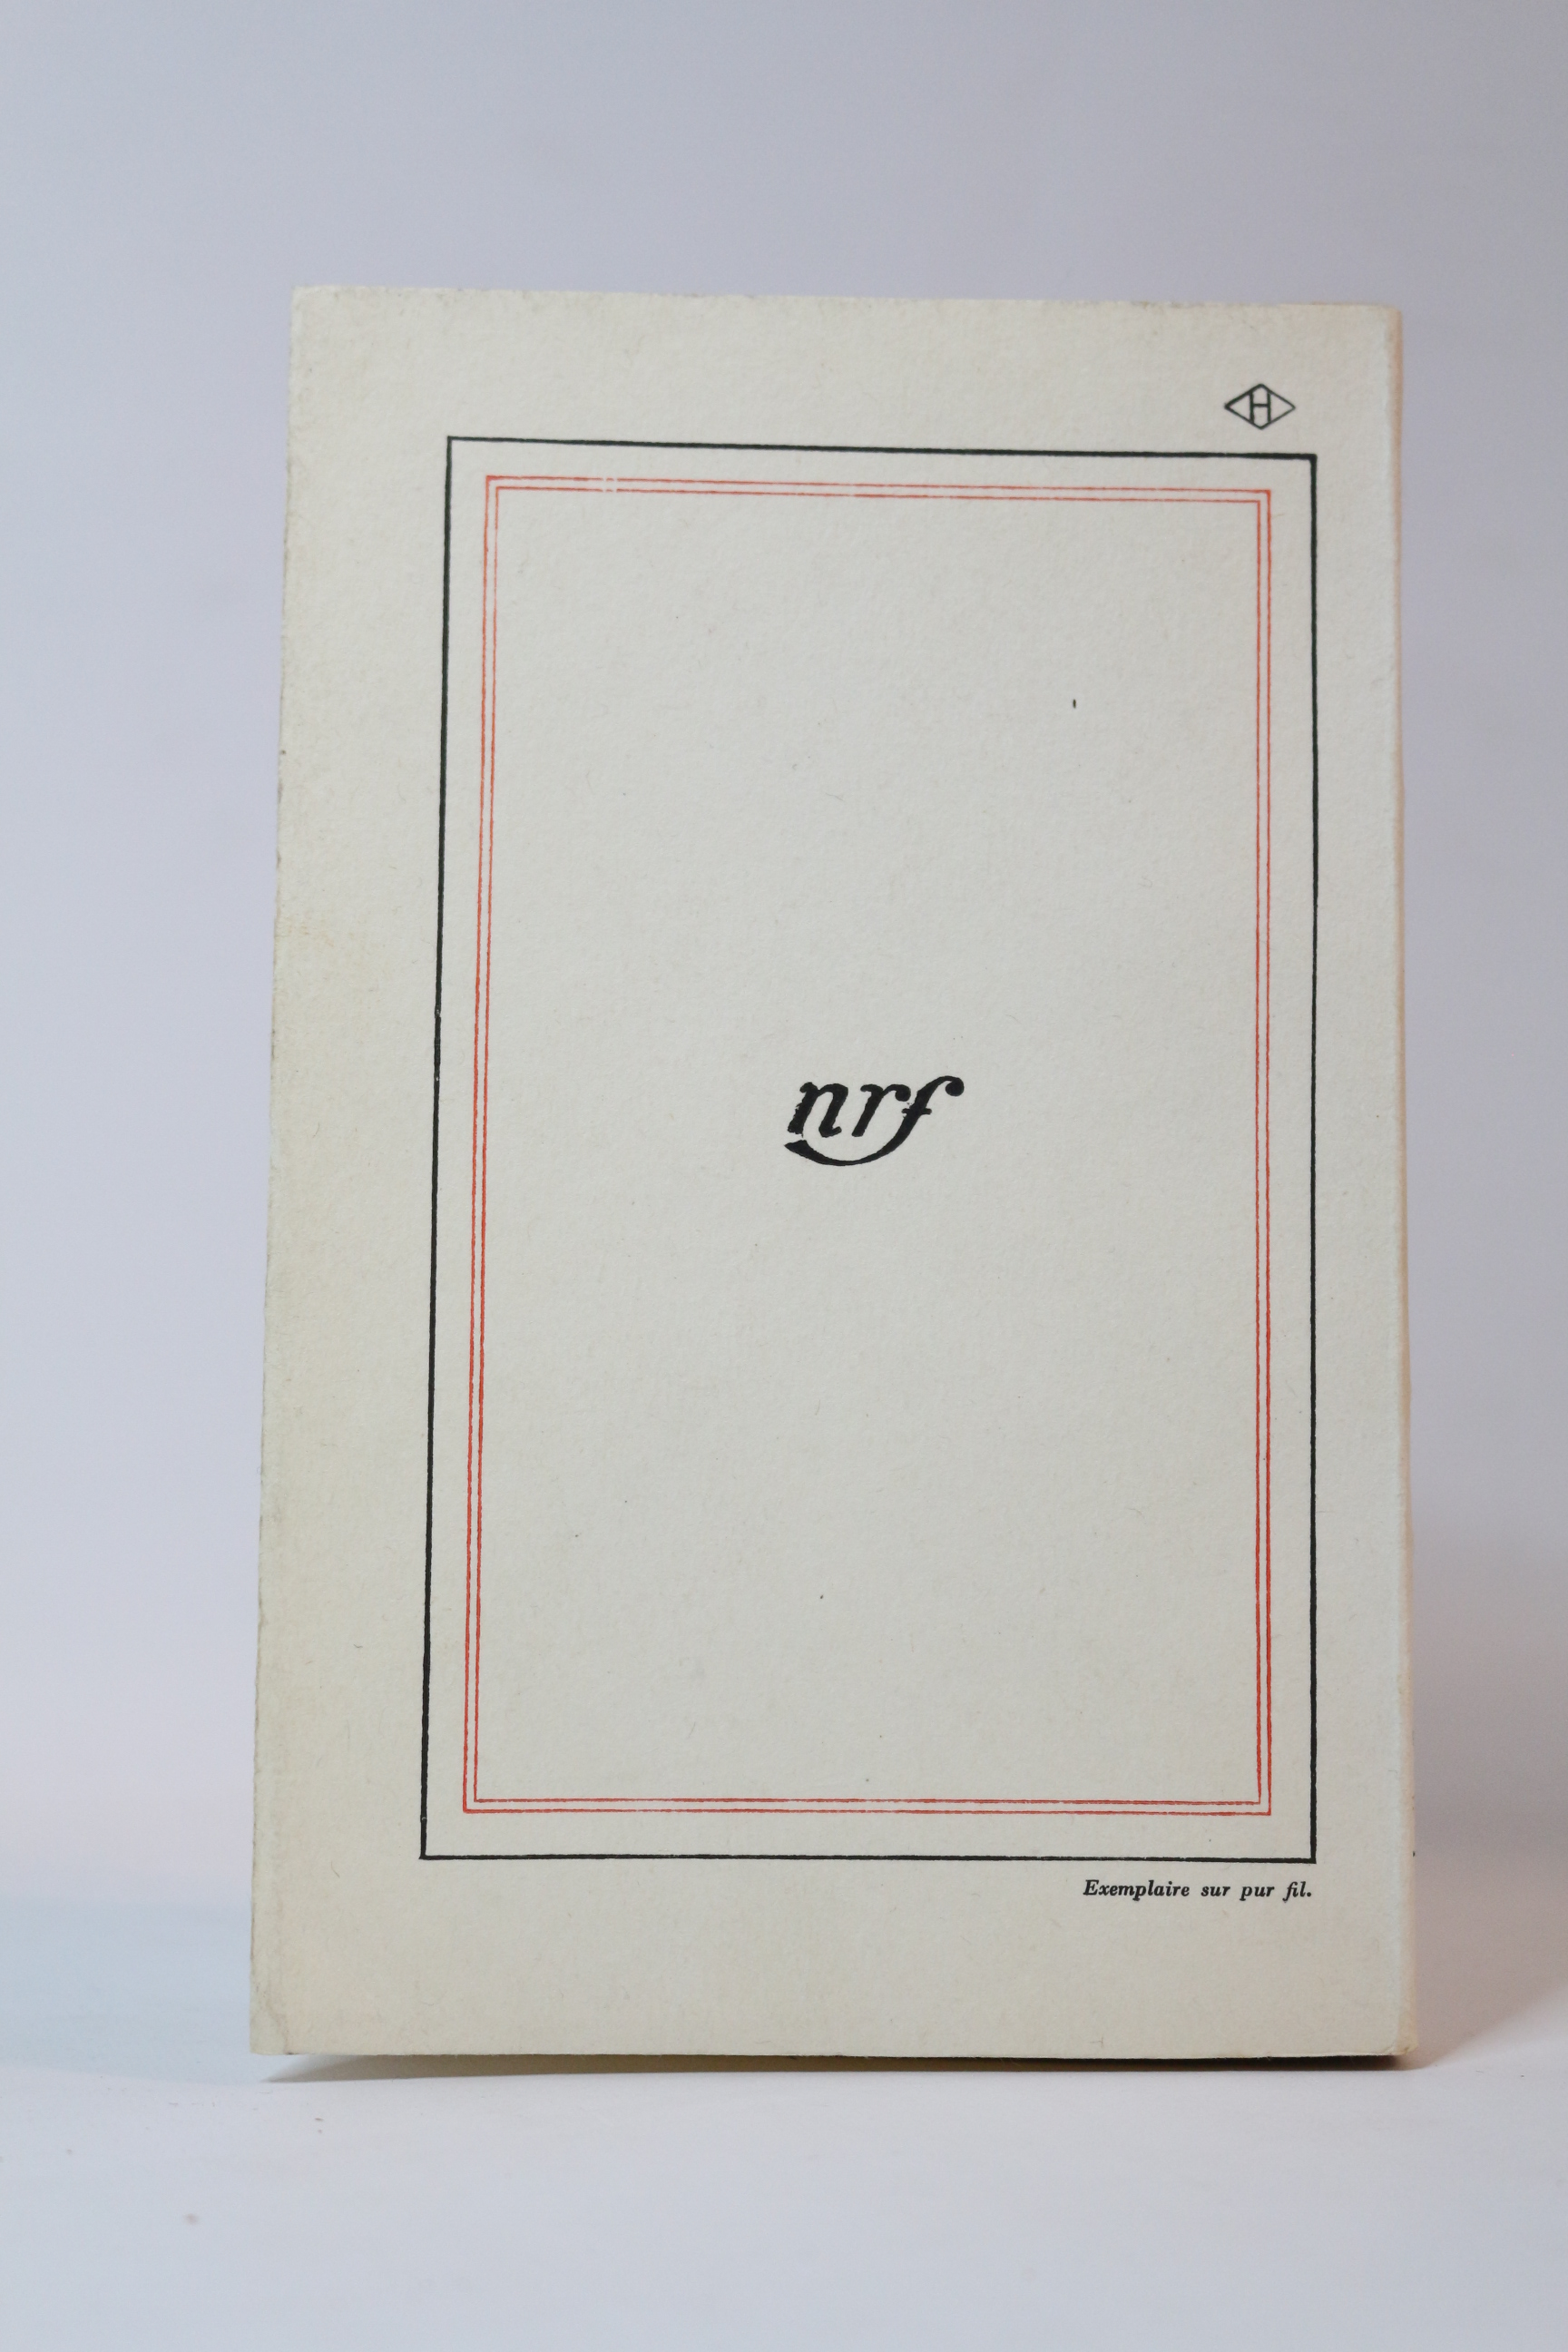 H
nrf
Exemplaire sur pur fil.